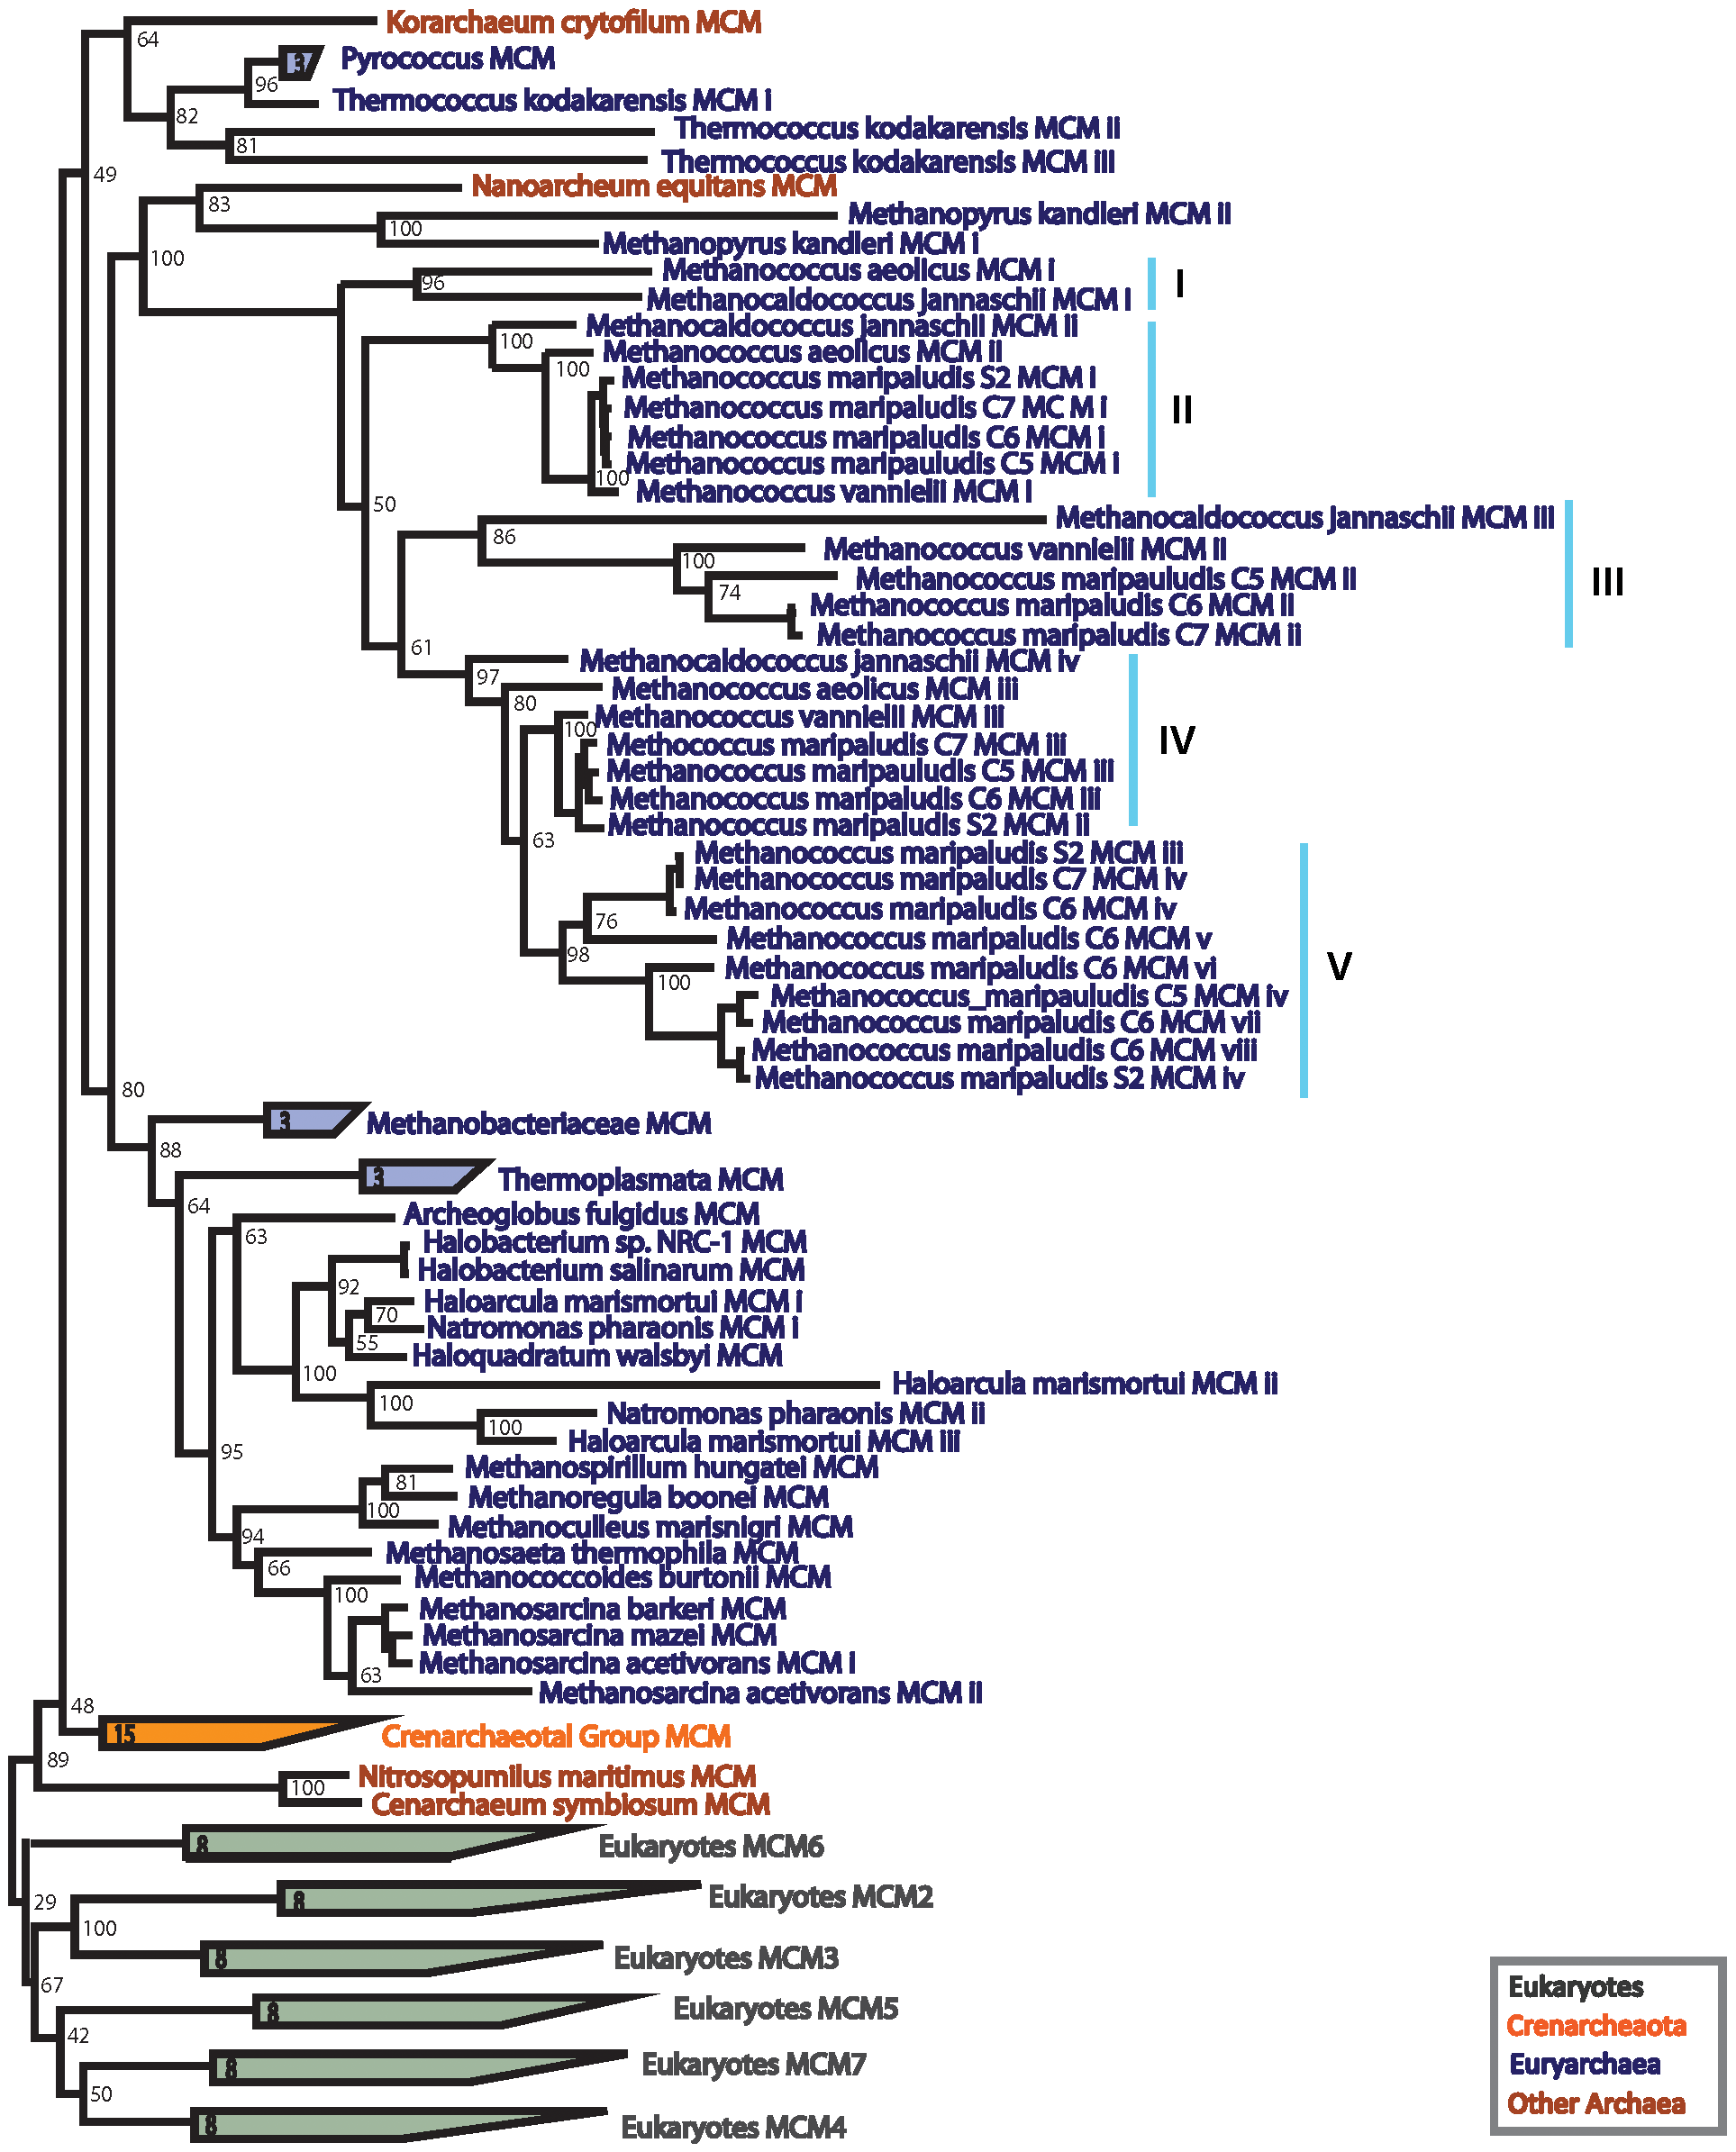 Korarchaeum crytofilum MCM
64
3 Pyrococcus MCM
96
Thermococcus kodakarensis MCM i
82
Thermococcus kodakarensis MCM ii
81
Thermococcus kodakarensis MCM iii
49
Nanoarcheum equitans MCM
83
Methanopyrus kandleri MCM ii
100
Methanopyrus kandleri MCM i
100
Methanococcus aeolicus MCM i
96
I
Methanocaldococcus jannaschii MCM I
Methanocaldococcus jannaschii MCM ii
100
Methanococcus aeolicus MCM ii
100
Methanococcus maripaludis S2 MCM i
Methanococcus maripaludis C7 MC M i
II
Methanococcus maripaludis C6 MCM i
Methanococcus maripauludis C5 MCM i
100
Methanococcus vannielii MCM I
50
Methanocaldococcus jannaschii MCM iii
86
Methanococcus vannielii MCM ii
100
Methanococcus maripauludis C5 MCM ii
III
74
Methanococcus maripaludis C6 MCM ii
Methanococcus maripaludis C7 MCM ii
61
Methanocaldococcus jannaschii MCM iv
97
Methanococcus aeolicus MCM iii
80
Methanococcus vannielii MCM iii
100
IV
Methococcus maripaludis C7 MCM iii
Methanococcus maripauludis C5 MCM iii
Methanococcus maripaludis C6 MCM iii
Methanococcus maripaludis S2 MCM ii
63
Methanococcus maripaludis S2 MCM iii
Methanococcus maripaludis C7 MCM iv
Methanococcus maripaludis C6 MCM iv
76
Methanococcus maripaludis C6 MCM v
98
Methanococcus maripaludis C6 MCM vi
V
100
Methanococcus_maripauludis C5 MCM iv
Methanococcus maripaludis C6 MCM vii
Methanococcus maripaludis C6 MCM viii
Methanococcus maripaludis S2 MCM iv
80
3 Methanobacteriaceae MCM
88
3 Thermoplasmata MCM
64
Archeoglobus fulgidus MCM
63
Halobacterium sp. NRC-1 MCM
Halobacterium salinarum MCM
92
Haloarcula marismortui MCM i
70
Natromonas pharaonis MCM i
55
Haloquadratum walsbyi MCM
100
Haloarcula marismortui MCM ii
100
Natromonas pharaonis MCM ii
100
Haloarcula marismortui MCM iii
95
Methanospirillum hungatei MCM
81
Methanoregula boonei MCM
100
Methanoculleus marisnigri MCM
94
Methanosaeta thermophila MCM
66
Methanococcoides burtonii MCM
100
Methanosarcina barkeri MCM
Methanosarcina mazei MCM
Methanosarcina acetivorans MCM i
63
Methanosarcina acetivorans MCM ii
48
15 Crenarchaeotal Group MCM
89
Nitrosopumilus maritimus MCM
100
Cenarchaeum symbiosum MCM
8 Eukaryotes MCM6
29
8 Eukaryotes MCM2
100
8 Eukaryotes MCM3
67
8 Eukaryotes MCM5
42
8 Eukaryotes MCM7
50
8 Eukaryotes MCM4
Eukaryotes
Crenarcheaota
Euryarchaea
Other Archaea